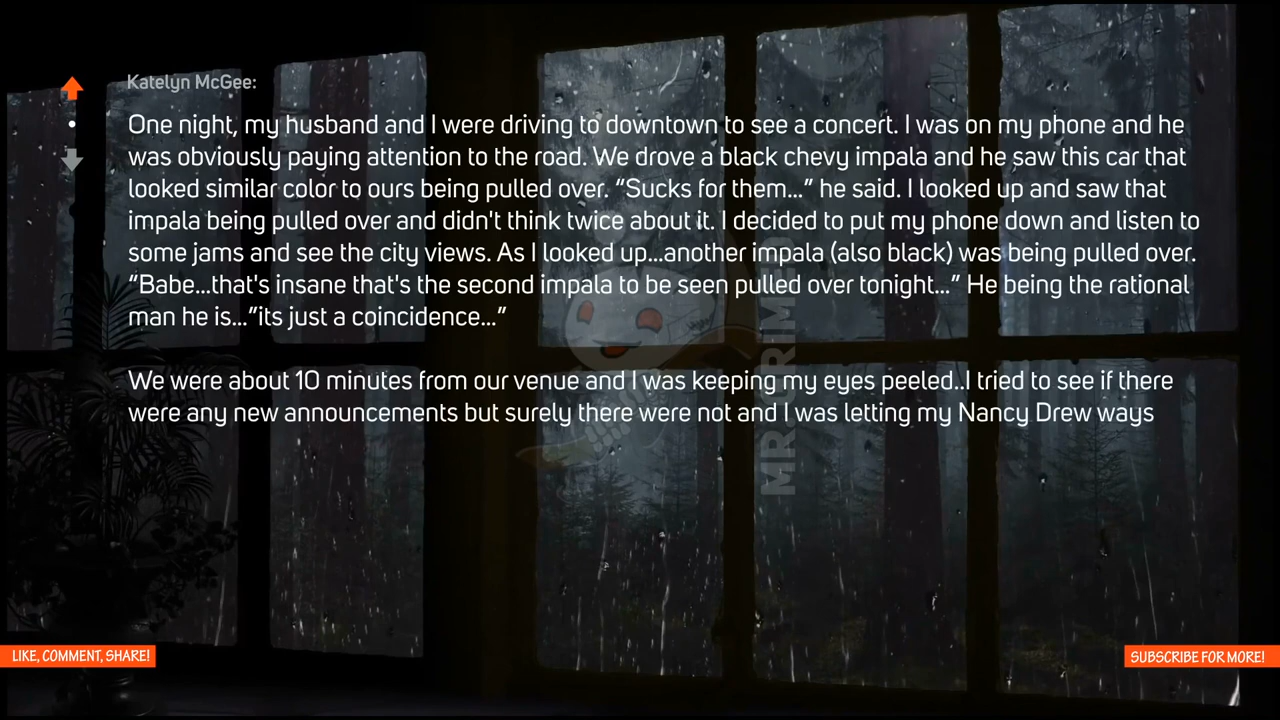 Katelyn McGee:
One night, my husband and I were driving to downtown to see a concert. I was on my phone and he
was obviously paying attention to the road. We drove a black chevy impala and he saw this car that
looked similar color to ours being pulled over. “Sucks for them...” he said. I looked up and saw that
impala being pulled over and didn't think twice about it. I decided to put my phone down and listen to
some jams and see the city views. As I looked up...another impala (also black) was being pulled over.
“Babe...that's insane that's the second impala to be seen pulled over tonight...” He being the rational
man he is...”its just a coincidence...”
We were about 10 minutes from our venue and I was keeping my eyes peeled..I tried to see if there
were any new announcements but surely there were not and I was letting my Nancy Drew ways
MR.GRIM
LIKE, COMMENT, SHARE!
SUBSCRIBE FOR MORE!